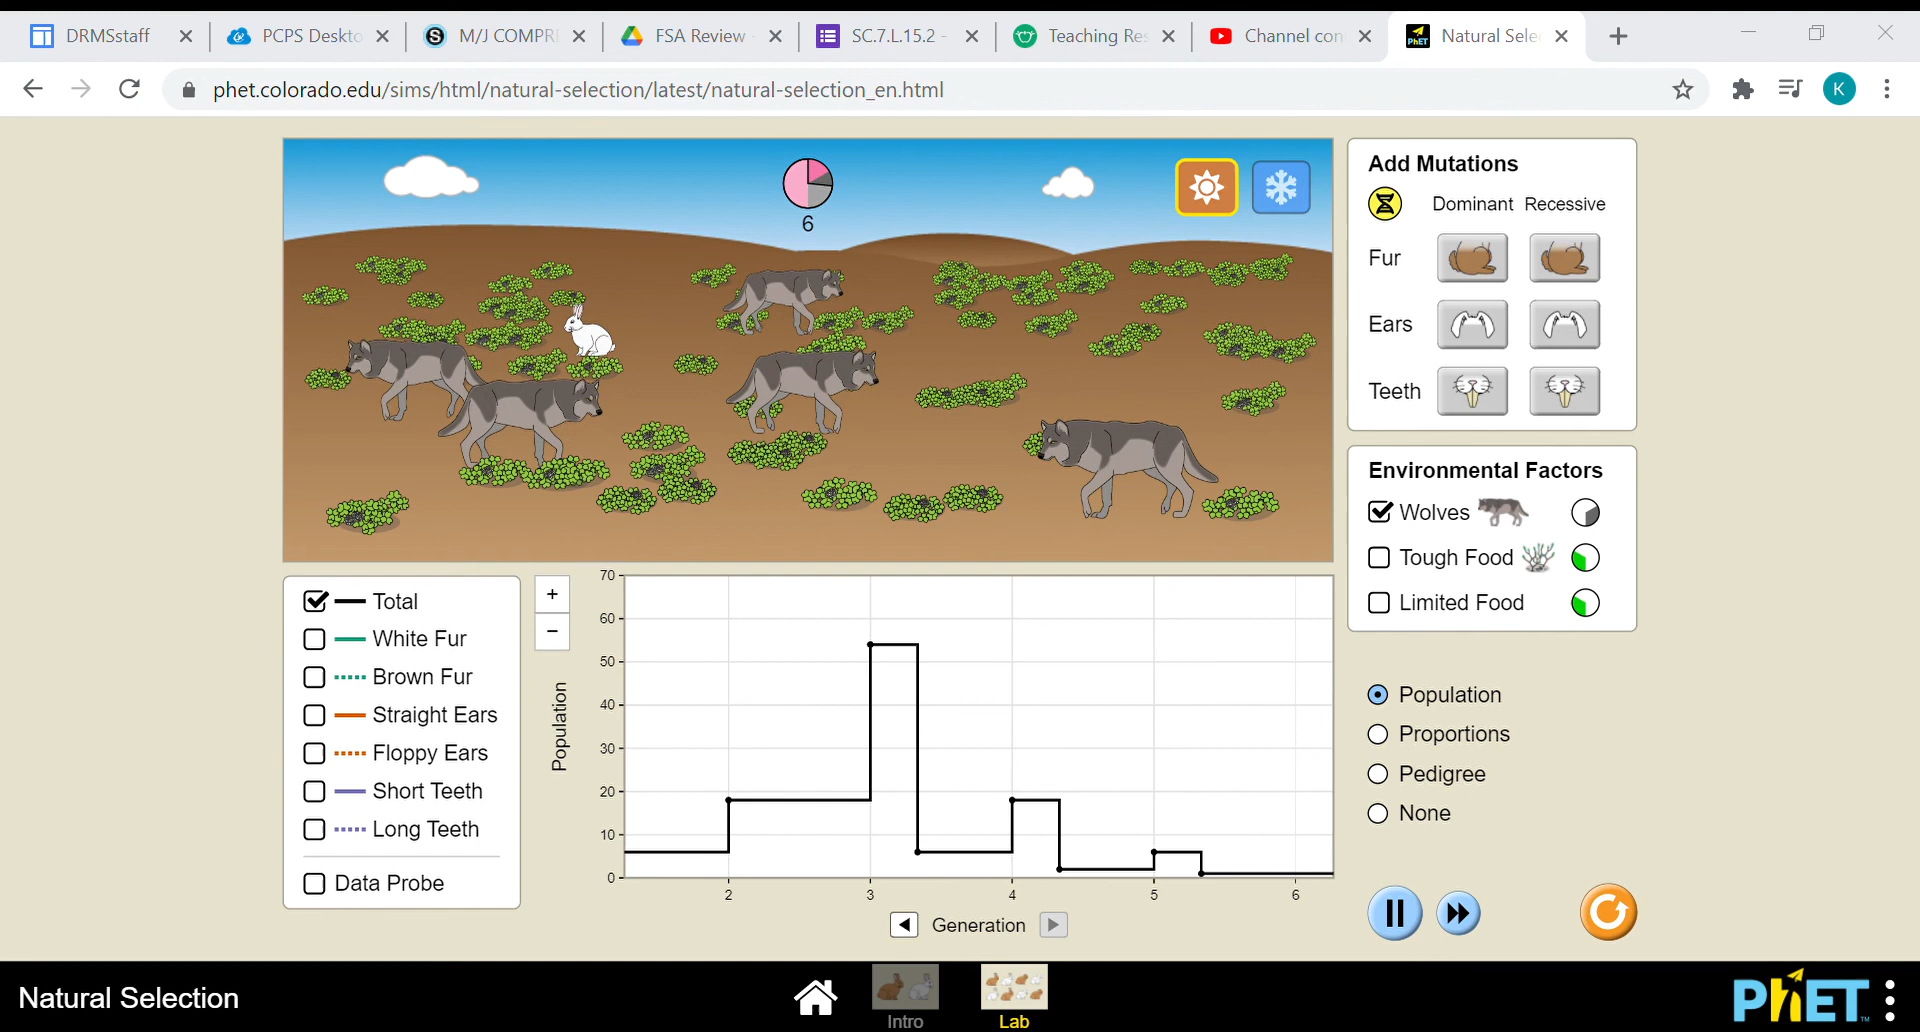 DRMSstaff
PCPS Deskto
M/J COMPR
FSA Review -
SC.7.L.15.2 -
Teaching Res
Channel con
Natural Sele
phet.colorado.edu/sims/html/natural-selection/latest/natural-selection_en.html
K
6
Add Mutations
Dominant Recessive
Fur
Ears
Teeth
Environmental Factors
Wolves
Tough Food
Limited Food
Total
White Fur
Brown Fur
Straight Ears
Floppy Ears
Short Teeth
Long Teeth
Data Probe
+
−
Population
70
60
50
40
30
20
10
0
2 3 4 5 6
Generation
Population
Proportions
Pedigree
None
Natural Selection
Intro
Lab
PhET